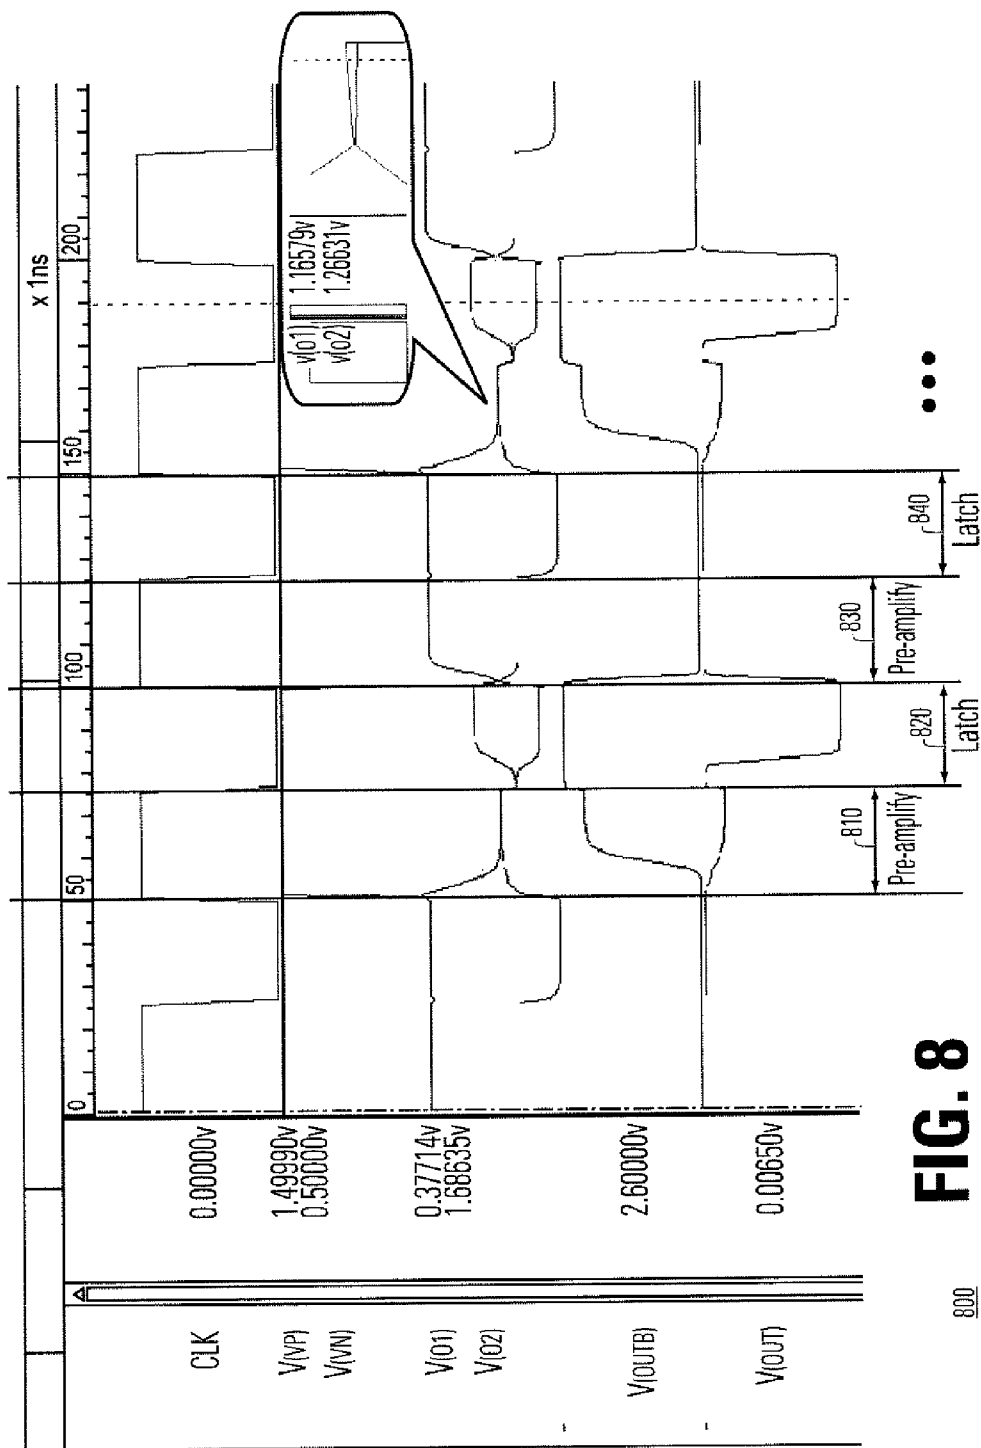 x 1ns
0 50 100 150 200
CLK 0.00000v
V(VP) 1.49990v
V(VN) 0.50000v
V(O1) 0.37714v
V(O2) 1.68635v
V(OUTB) 2.60000v
V(OUT) 0.00650v
v(o1) 1.16579v
v(o2) 1.26631v
810 820 830 840
Pre-amplify Latch Pre-amplify Latch
800
FIG. 8